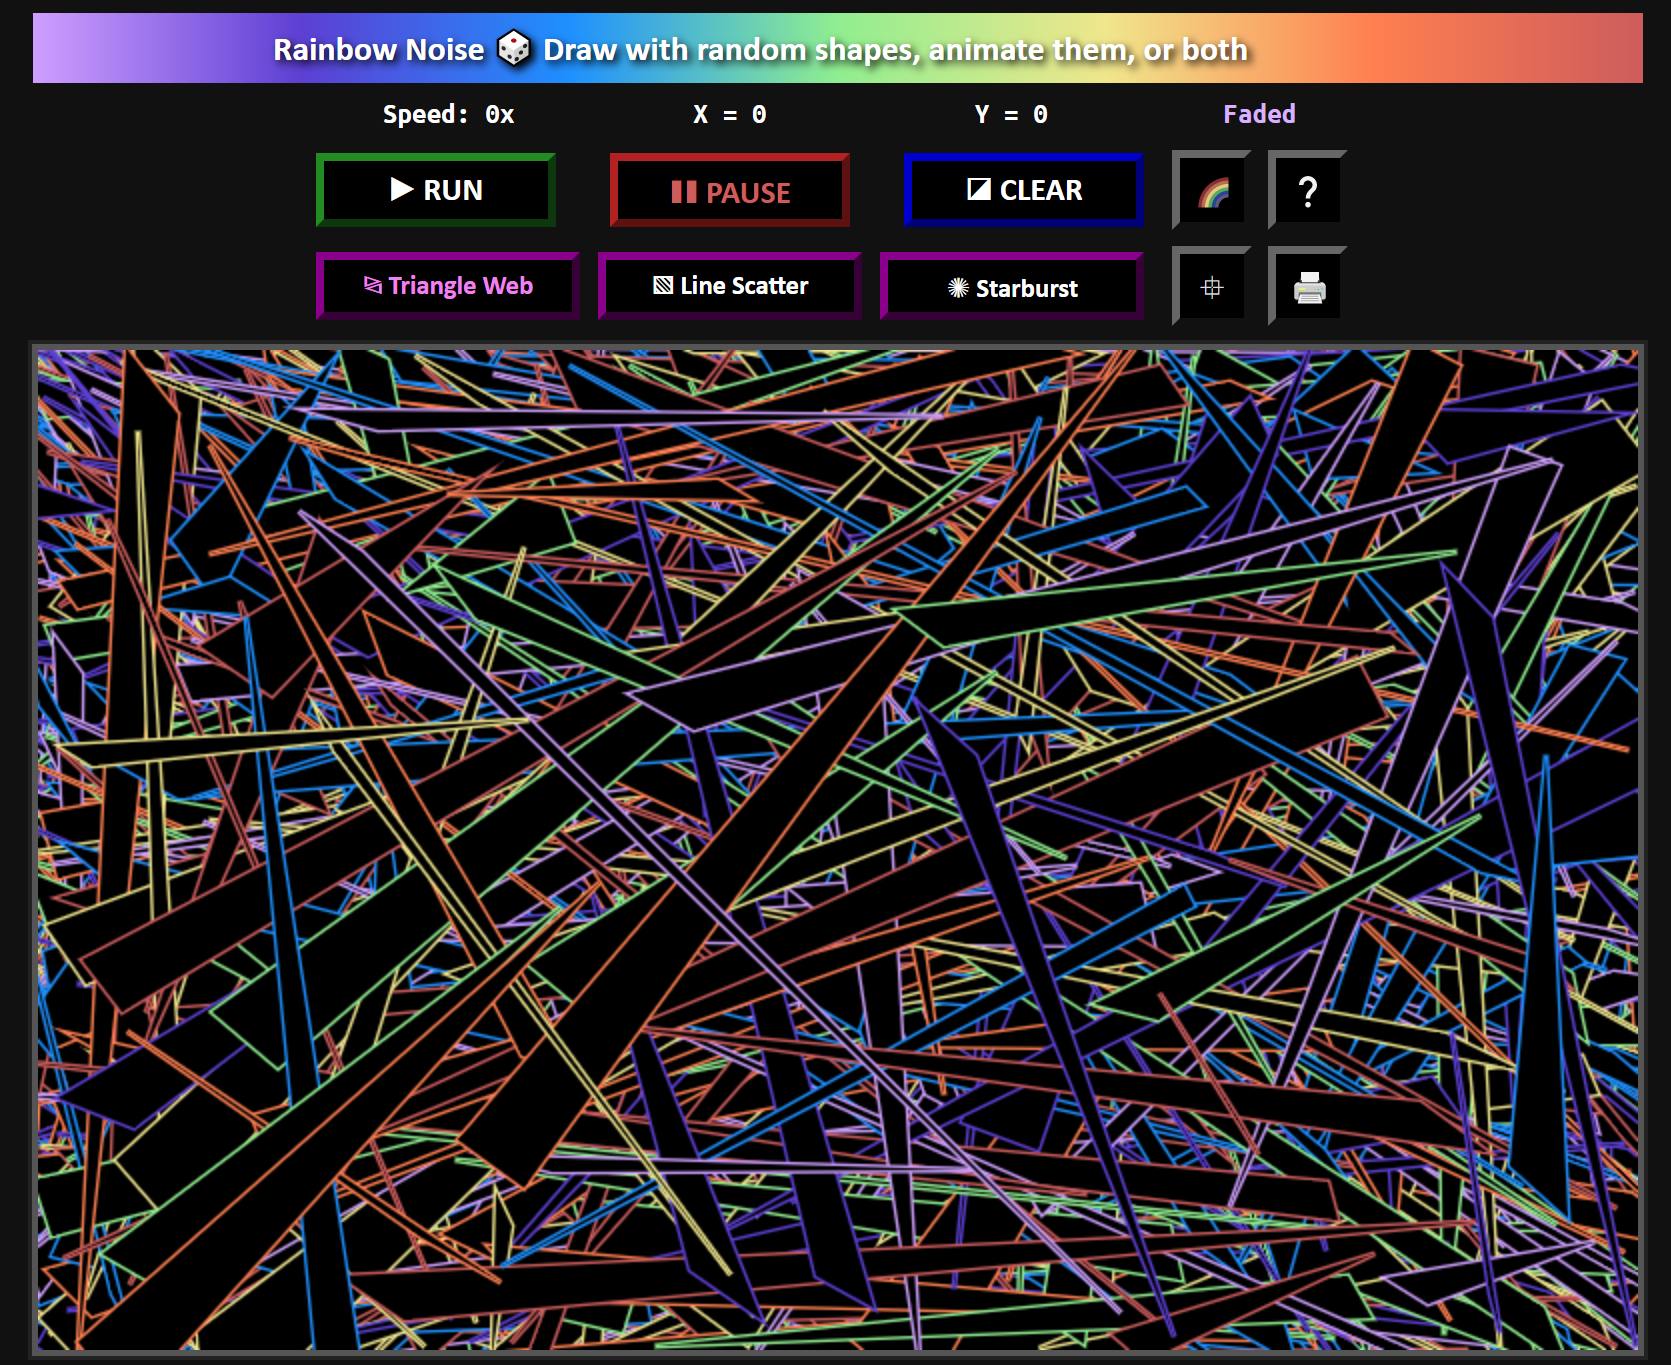 Rainbow Noise 🎲 Draw with random shapes, animate them, or both
Speed: 0x X = 0 Y = 0 Faded
RUN PAUSE CLEAR ?
Triangle Web Line Scatter Starburst